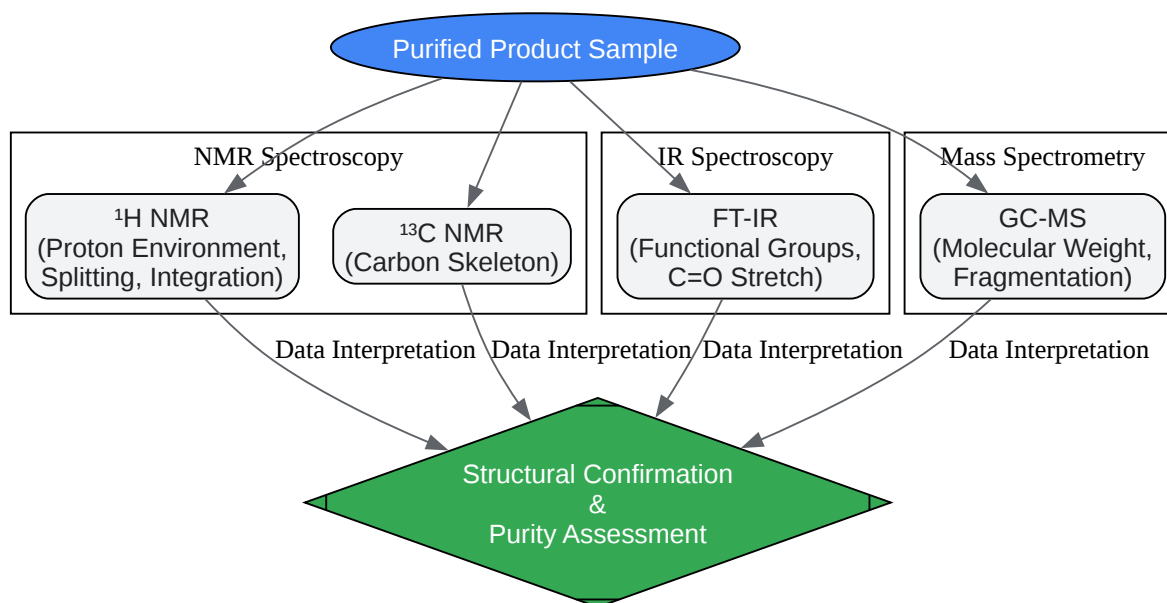 Purified Product Sample
NMR Spectroscopy
IR Spectroscopy
Mass Spectrometry
¹H NMR
(Proton Environment,
Splitting, Integration)
¹³C NMR
(Carbon Skeleton)
FT-IR
(Functional Groups,
C=O Stretch)
GC-MS
(Molecular Weight,
Fragmentation)
Data Interpretation
Data Interpretation
Data Interpretation
Data Interpretation
Structural Confirmation
&
Purity Assessment